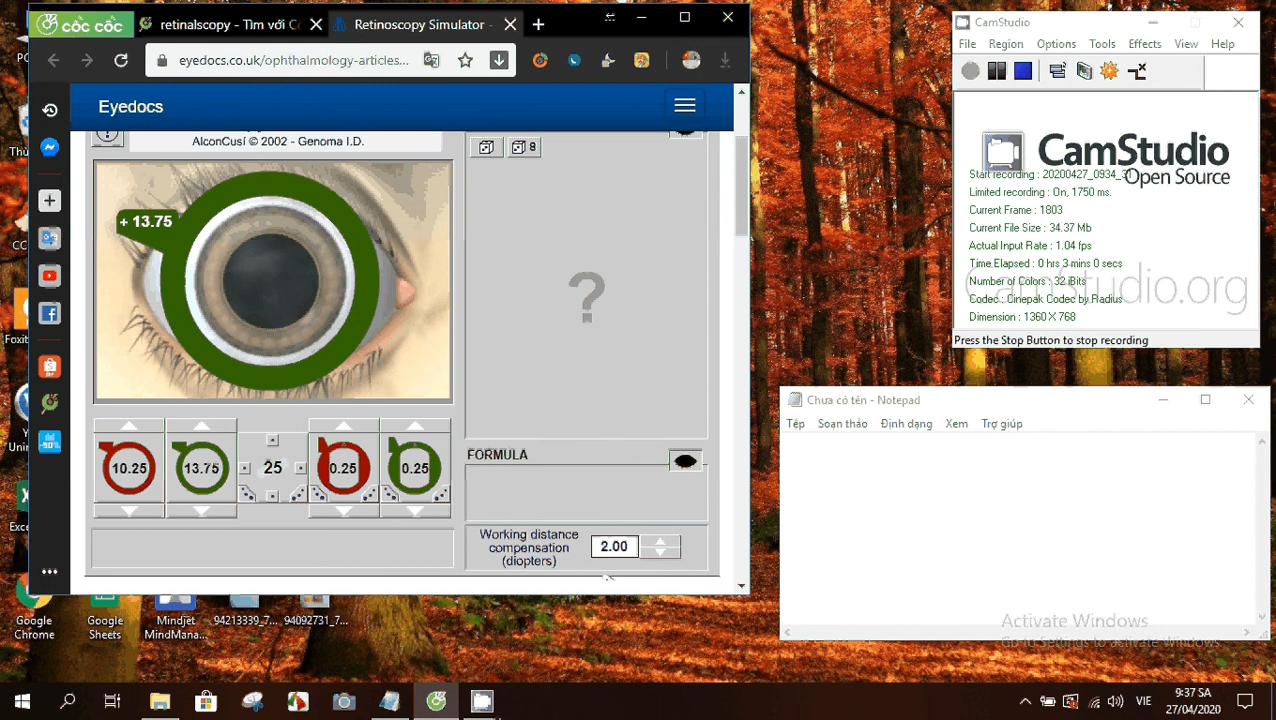 cốc cốc
retinalscopy - Tìm với Cố
Retinoscopy Simulator -
eyedocs.co.uk/ophthalmology-articles...
Eyedocs
AlconCusí © 2002 - Genoma I.D.
8
+ 13.75
?
10.25
13.75
25
0.25
0.25
FORMULA
Working distance
compensation
(diopters)
2.00
CamStudio
File Region Options Tools Effects View Help
CamStudio
Open Source
Start recording : 20200427_0934_31
Limited recording : On, 1750 ms.
Current Frame : 1803
Current File Size : 34.37 Mb
Actual Input Rate : 1.04 fps
Time Elapsed : 0 hrs 3 mins 0 secs
Number of Colors : 32 Bits
Codec : Cinepak Codec by Radius
Dimension : 1360 X 768
CamStudio.org
Press the Stop Button to stop recording
Chưa có tên - Notepad
Tệp Soạn thảo Định dạng Xem Trợ giúp
Activate Windows
Go to Settings to activate Windows.
Google
Chrome
Google
Sheets
Mindjet
MindMana...
94213339_7...
94092731_7...
VIE
9:37 SA
27/04/2020